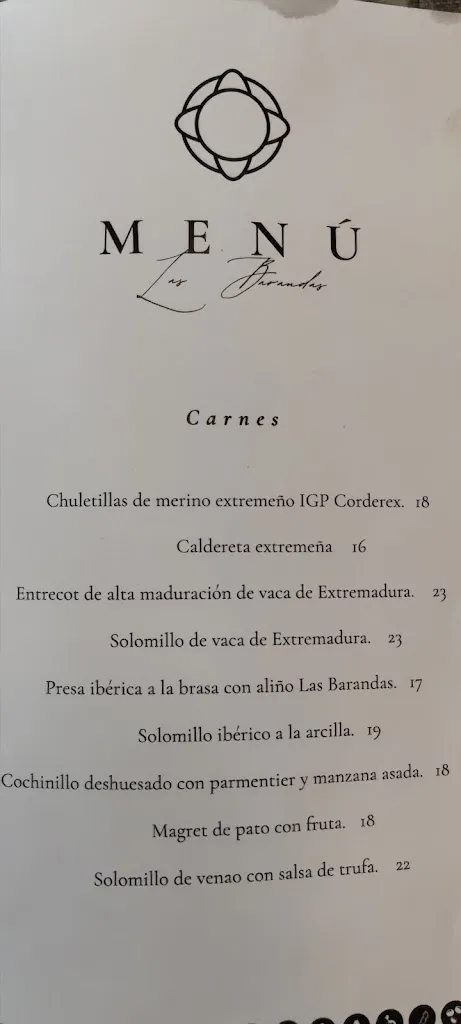 MENÚ
Las Barandas
Carnes
Chuletillas de merino extremeño IGP Corderex. 18
Caldereta extremeña 16
Entrecot de alta maduración de vaca de Extremadura. 23
Solomillo de vaca de Extremadura. 23
Presa ibérica a la brasa con aliño Las Barandas. 17
Solomillo ibérico a la arcilla. 19
Cochinillo deshuesado con parmentier y manzana asada. 18
Magret de pato con fruta. 18
Solomillo de venao con salsa de trufa. 22